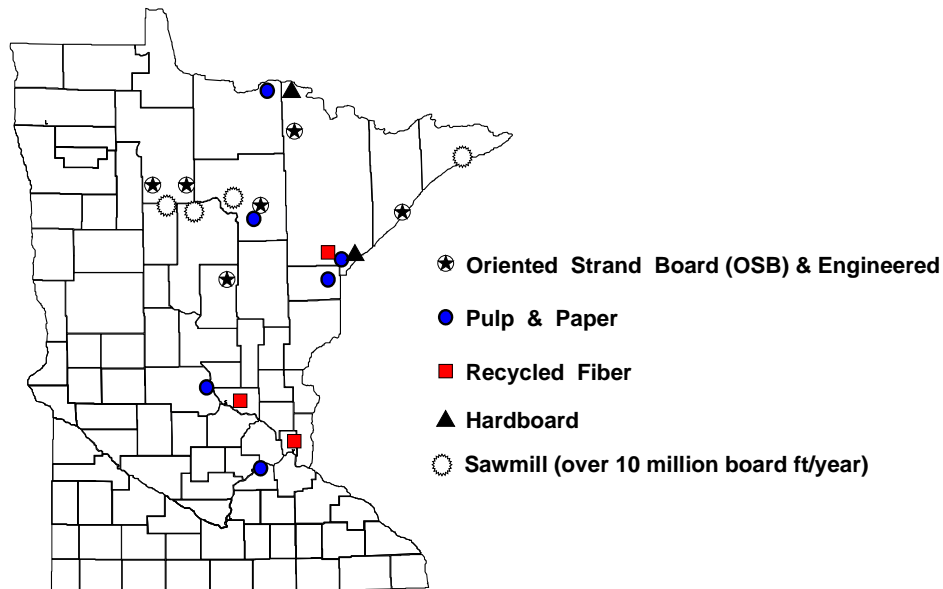 Oriented Strand Board (OSB) & Engineered
Pulp & Paper
Recycled Fiber
Hardboard
Sawmill (over 10 million board ft/year)